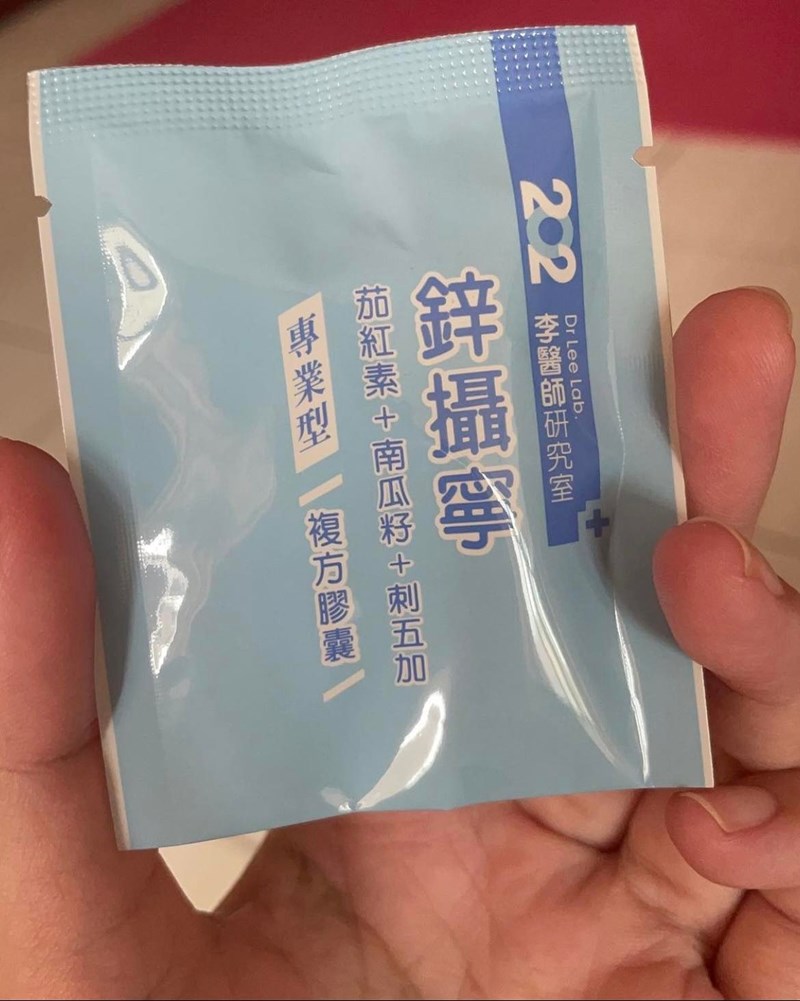 202
Dr Lee Lab.
李醫師研究室
鋅攝寧
茄紅素+南瓜籽+刺五加
專業型
複方膠囊